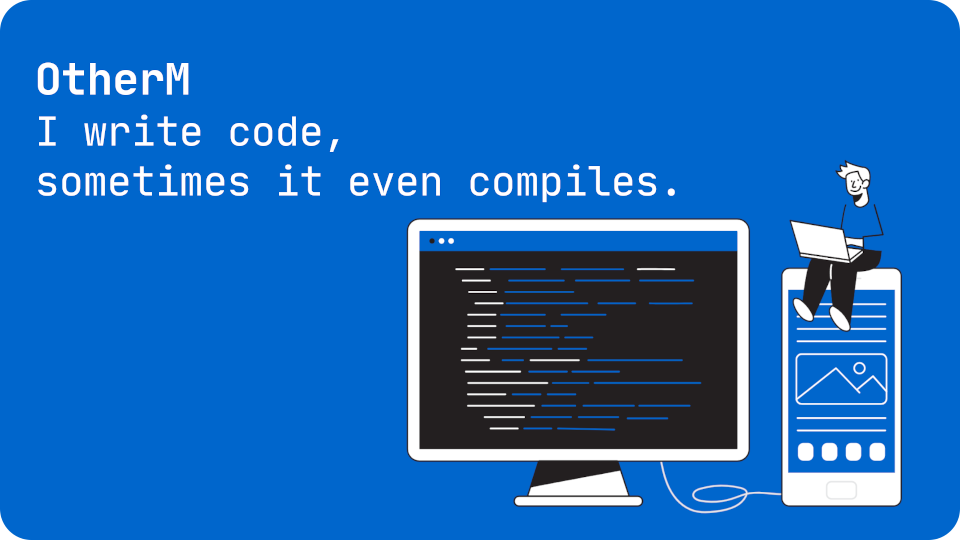 OtherM
I write code,
sometimes it even compiles.